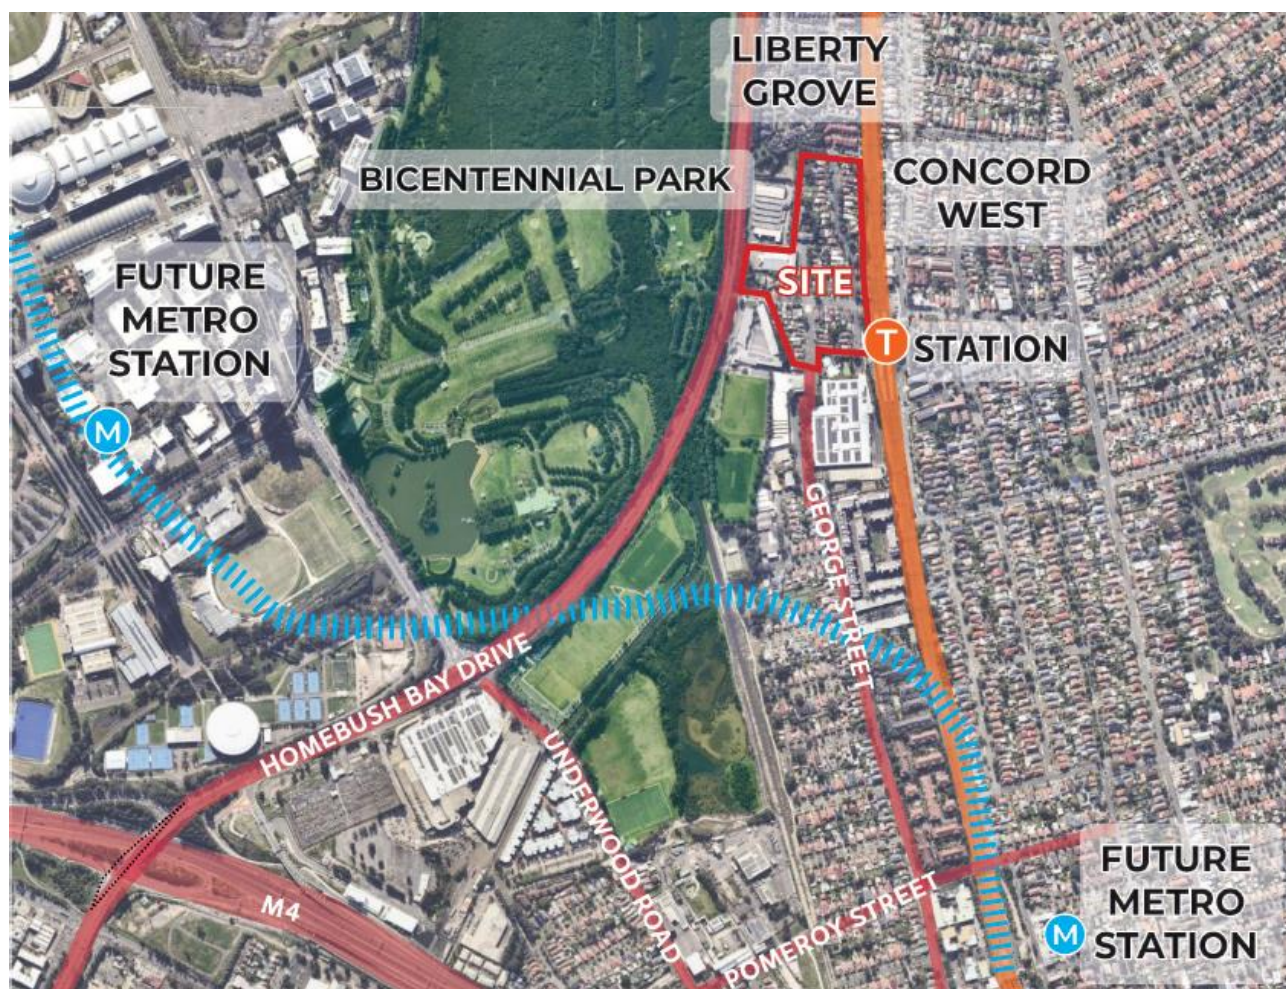 LIBERTY
GROVE
BICENTENNIAL PARK
CONCORD
WEST
FUTURE
METRO
STATION
SITE
T
STATION
M
GEORGE STREET
HOMEBUSH BAY DRIVE
UNDERWOOD ROAD
M4
POMEROY STREET
FUTURE
METRO
STATION
M